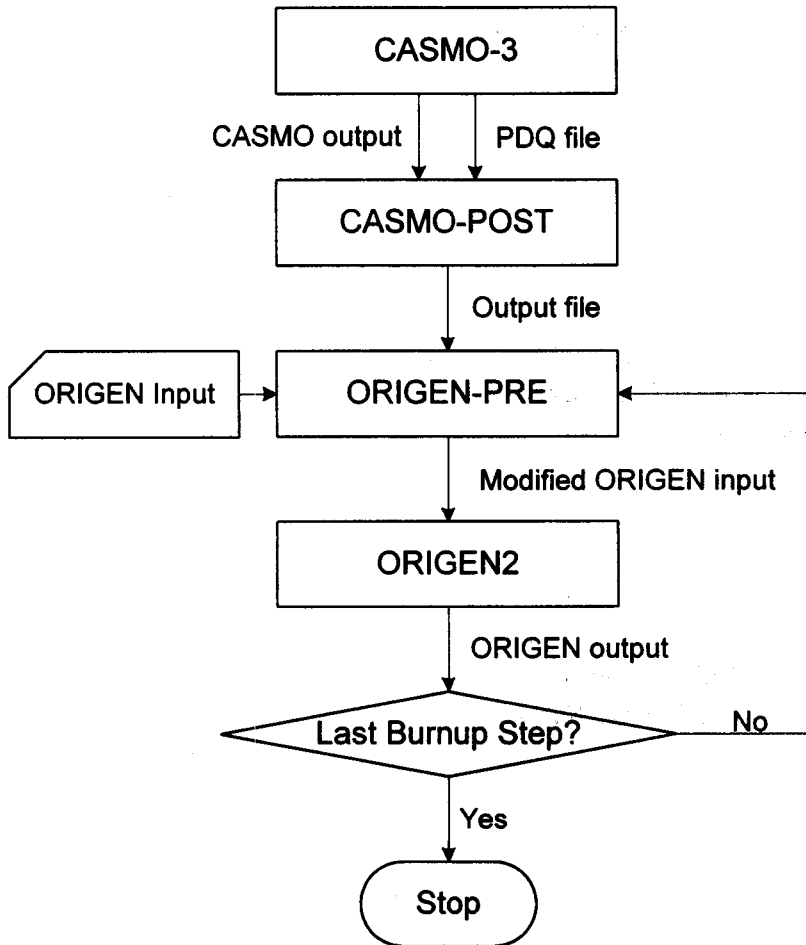 CASMO-3
CASMO output
PDQ file
CASMO-POST
Output file
ORIGEN Input
ORIGEN-PRE
Modified ORIGEN input
ORIGEN2
ORIGEN output
Last Burnup Step?
No
Yes
Stop